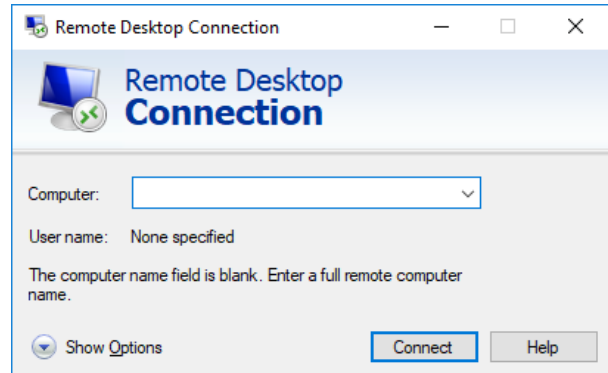 Remote Desktop Connection
Remote Desktop
Connection
Computer:
User name: None specified
The computer name field is blank. Enter a full remote computer
name.
Show Options Connect Help